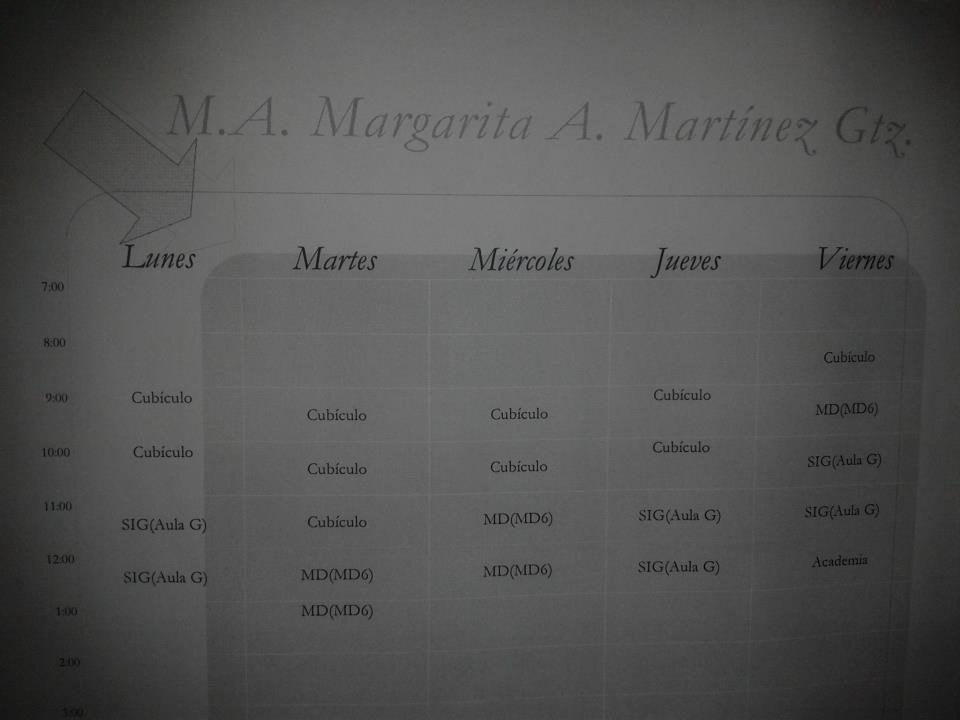 M.A. Margarita A. Martínez Gtz.
Lunes Martes Miércoles Jueves Viernes
7:00
8:00 Cubículo
9:00 Cubículo Cubículo Cubículo Cubículo MD(MD6)
10:00 Cubículo Cubículo Cubículo Cubículo SIG(Aula G)
11:00 SIG(Aula G) Cubículo MD(MD6) SIG(Aula G) SIG(Aula G)
12:00 SIG(Aula G) MD(MD6) MD(MD6) SIG(Aula G) Academia
1:00 MD(MD6)
2:00
3:00